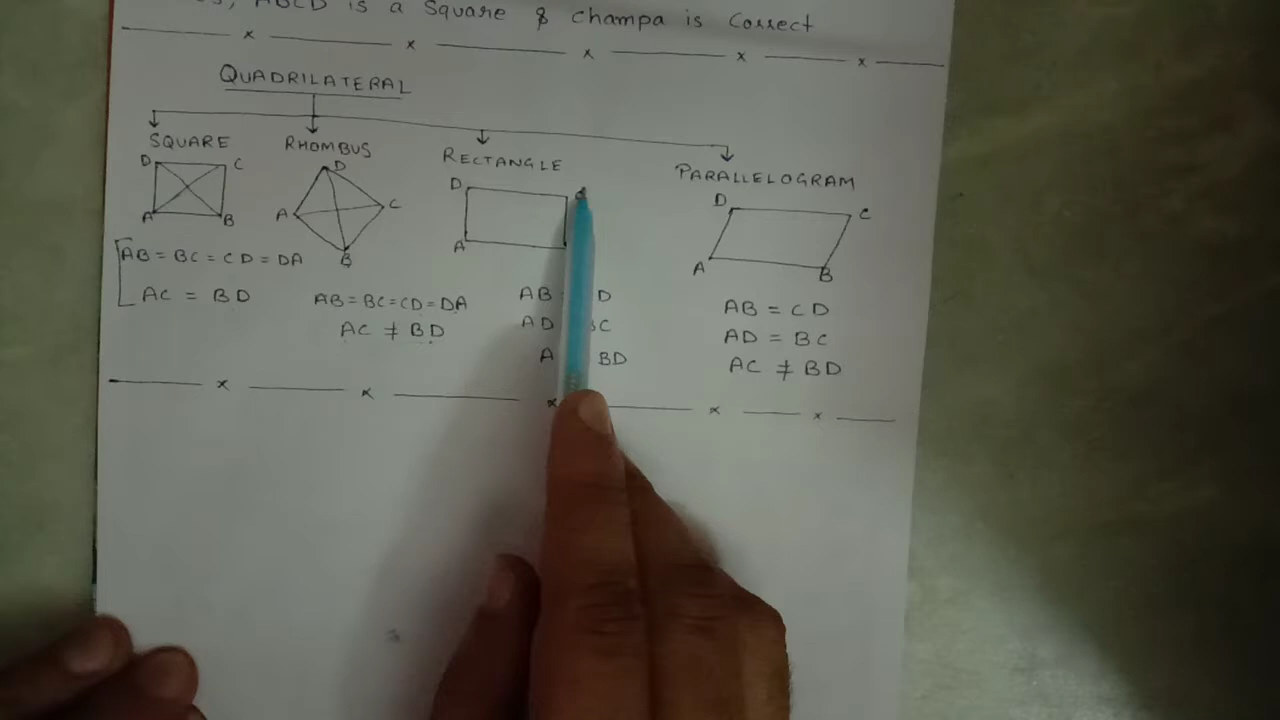 ABCD is a Square & Champa is Correct
QUADRILATERAL
SQUARE
D C
A B
AB = BC = CD = DA
AC = BD
RHOMBUS
D
A C
B
AB = BC = CD = DA
AC ≠ BD
RECTANGLE
D
A
AB D
AD BC
A BD
PARALLELOGRAM
D C
A B
AB = CD
AD = BC
AC ≠ BD